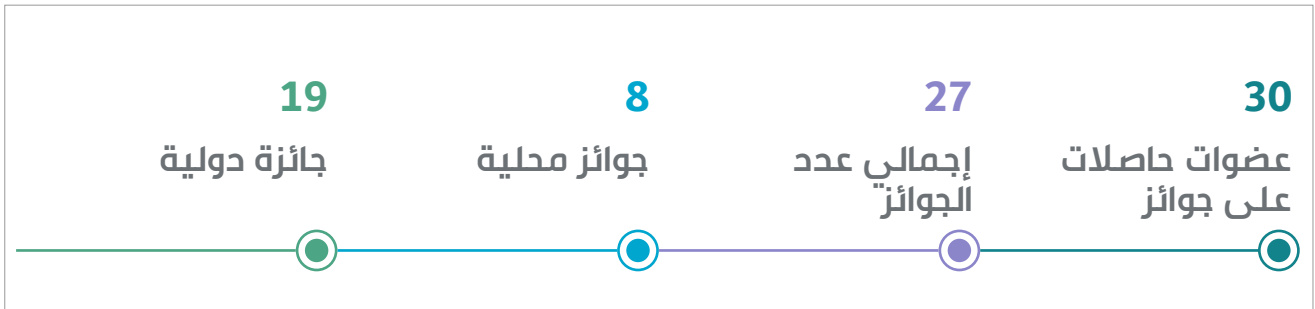 30
عضوات حاصلات
على جوائز
27
إجمالي عدد
الجوائز
8
جوائز محلية
19
جائزة دولية